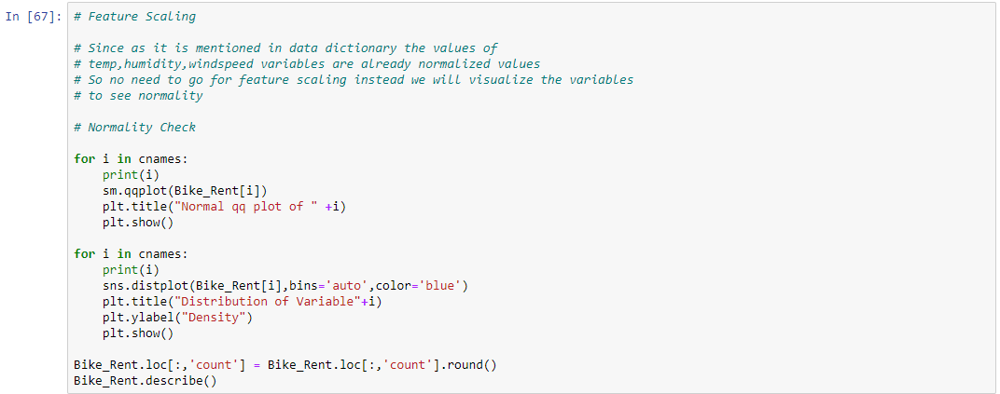 In [67]: # Feature Scaling
# Since as it is mentioned in data dictionary the values of
# temp,humidity,windspeed variables are already normalized values
# So no need to go for feature scaling instead we will visualize the variables
# to see normality
# Normality Check
for i in cnames:
    print(i)
    sm.qqplot(Bike_Rent[i])
    plt.title("Normal qq plot of " +i)
    plt.show()
for i in cnames:
    print(i)
    sns.distplot(Bike_Rent[i],bins='auto',color='blue')
    plt.title("Distribution of Variable"+i)
    plt.ylabel("Density")
    plt.show()
Bike_Rent.loc[:,'count'] = Bike_Rent.loc[:,'count'].round()
Bike_Rent.describe()